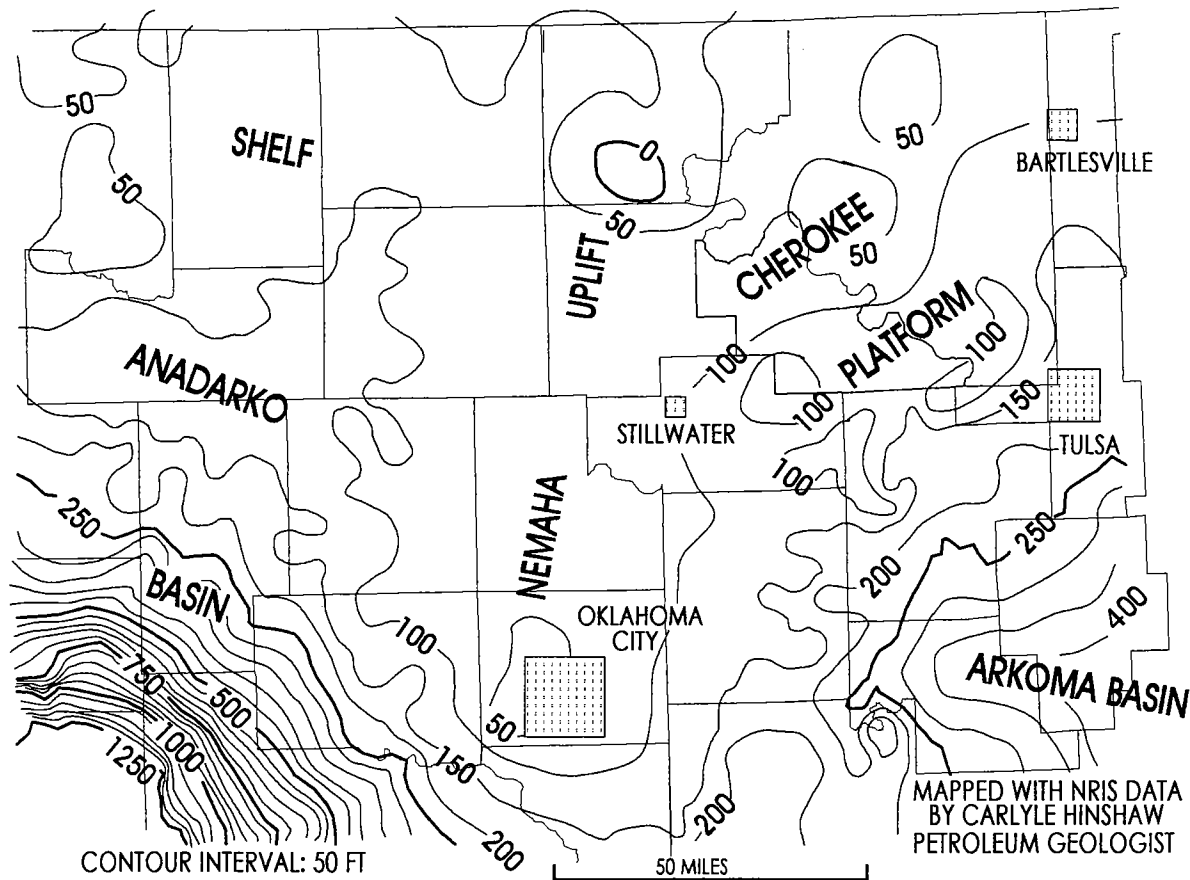 50
SHELF
50
0
50
50
BARTLESVILLE
CHEROKEE
50
UPLIFT
PLATFORM
100
ANADARKO
100
100
150
STILLWATER
TULSA
100
250
NEMAHA
250
200
BASIN
OKLAHOMA
CITY
100
400
ARKOMA BASIN
750
500
50
1000
1250
150
200
200
MAPPED WITH NRIS DATA
BY CARLYLE HINSHAW
PETROLEUM GEOLOGIST
CONTOUR INTERVAL: 50 FT
50 MILES